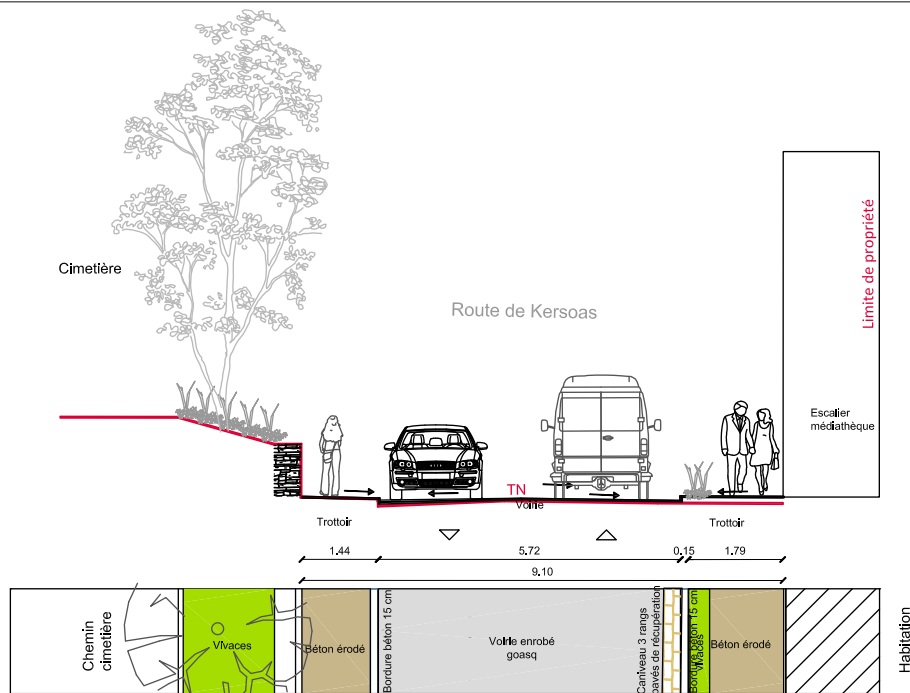 Cimetière
Route de Kersoas
Limite de propriété
Escalier
médiathèque
TN
Voirie
Trottoir
Trottoir
1.44
5.72
0.15
1.79
9.10
Chemin
cimetière
Vivaces
Béton érodé
Bordure béton 15 cm
Voirie enrobé
goasq
Caniveau 3 rangs
pavés de récupération
Bordure béton 15 cm
Vivaces
Béton érodé
Habitation